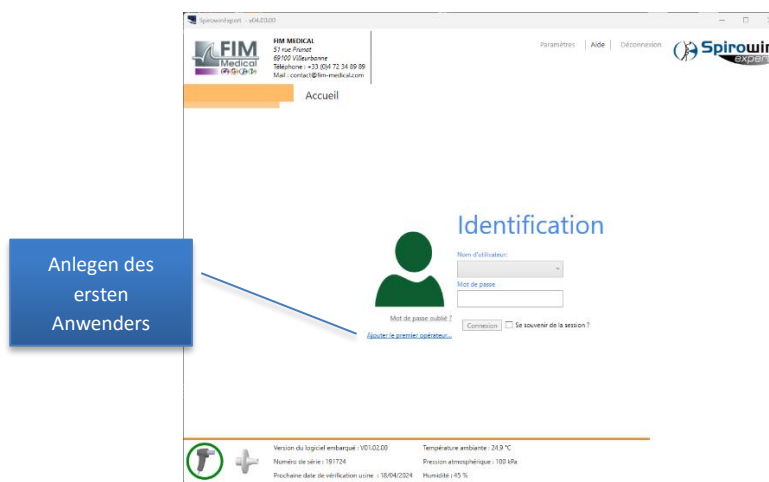 SpirowinExpert - v04.03.00
FIM
Medical
FIM MEDICAL
51 rue Primat
69100 Villeurbanne
Téléphone : +33 (0)4 72 34 89 89
Mail : contact@fim-medical.com
Paramètres | Aide | Déconnexion
Spirowin
expert
Accueil
Identification
Nom d'utilisateur:
Mot de passe
Mot de passe oublié ?
Ajouter le premier opérateur...
Connexion
Se souvenir de la session ?
Anlegen des
ersten
Anwenders
Version du logiciel embarqué : V01.02.00
Numéro de série : 191724
Prochaine date de vérification usine : 18/04/2024
Température ambiante : 24,9 °C
Pression atmosphérique : 100 kPa
Humidité : 45 %